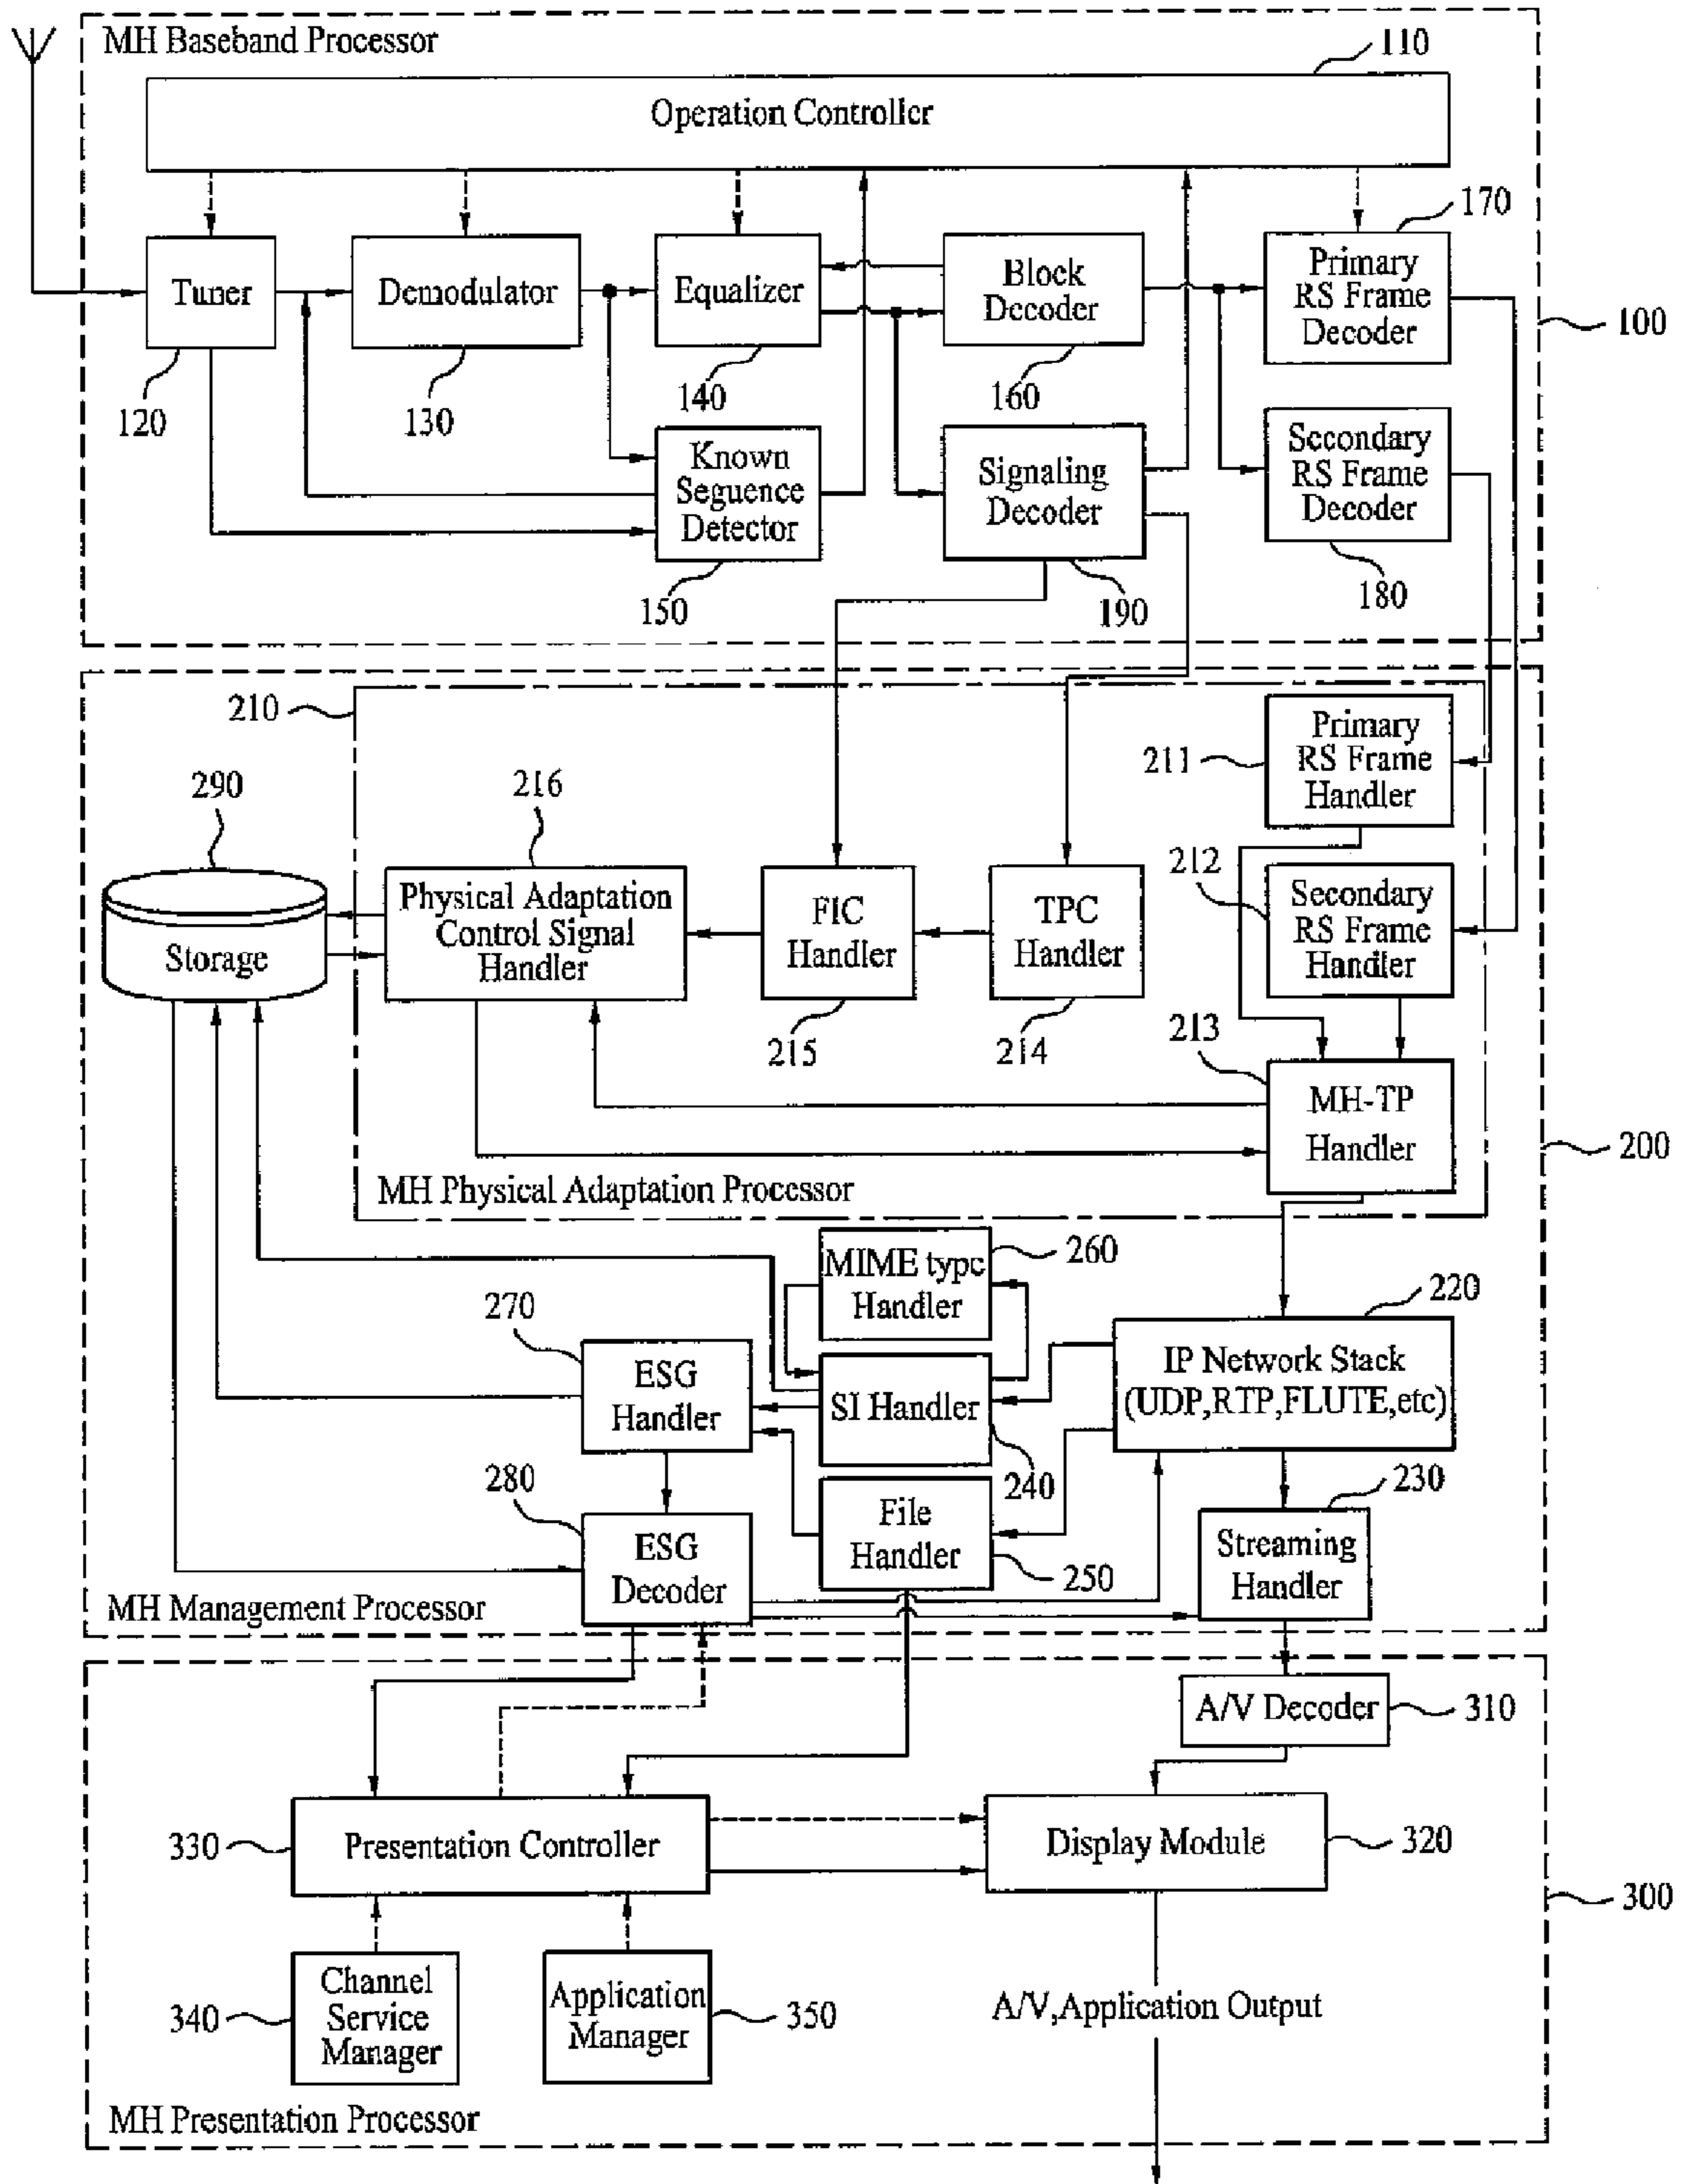 MH Baseband Processor
110
Operation Controller
170
Tuner
Demodulator
Equalizer
Block
Decoder
Primary
RS Frame
Decoder
100
120
130
140
160
Known
Seguence
Detector
Signaling
Decoder
Secondary
RS Frame
Decoder
150
190
180
210
Primary
RS Frame
Handler
211
290
216
212
Storage
Physical Adaptation
Control Signal
Handler
FIC
Handler
TPC
Handler
Secondary
RS Frame
Handler
215
214
213
MH-TP
Handler
200
MH Physical Adaptation Processor
MIME type
Handler
260
270
220
ESG
Handler
SI Handler
IP Network Stack
(UDP,RTP,FLUTE,etc)
280
240
230
ESG
Decoder
File
Handler
250
Streaming
Handler
MH Management Processor
A/V Decoder
310
330
Presentation Controller
Display Module
320
300
340
Channel
Service
Manager
Application
Manager
350
A/V,Application Output
MH Presentation Processor